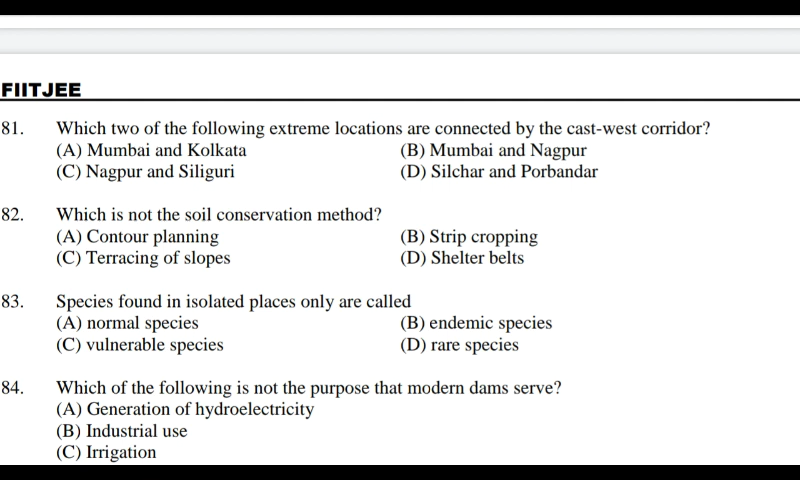 FIITJEE
81. Which two of the following extreme locations are connected by the cast-west corridor?
(A) Mumbai and Kolkata (B) Mumbai and Nagpur
(C) Nagpur and Siliguri (D) Silchar and Porbandar
82. Which is not the soil conservation method?
(A) Contour planning (B) Strip cropping
(C) Terracing of slopes (D) Shelter belts
83. Species found in isolated places only are called
(A) normal species (B) endemic species
(C) vulnerable species (D) rare species
84. Which of the following is not the purpose that modern dams serve?
(A) Generation of hydroelectricity
(B) Industrial use
(C) Irrigation